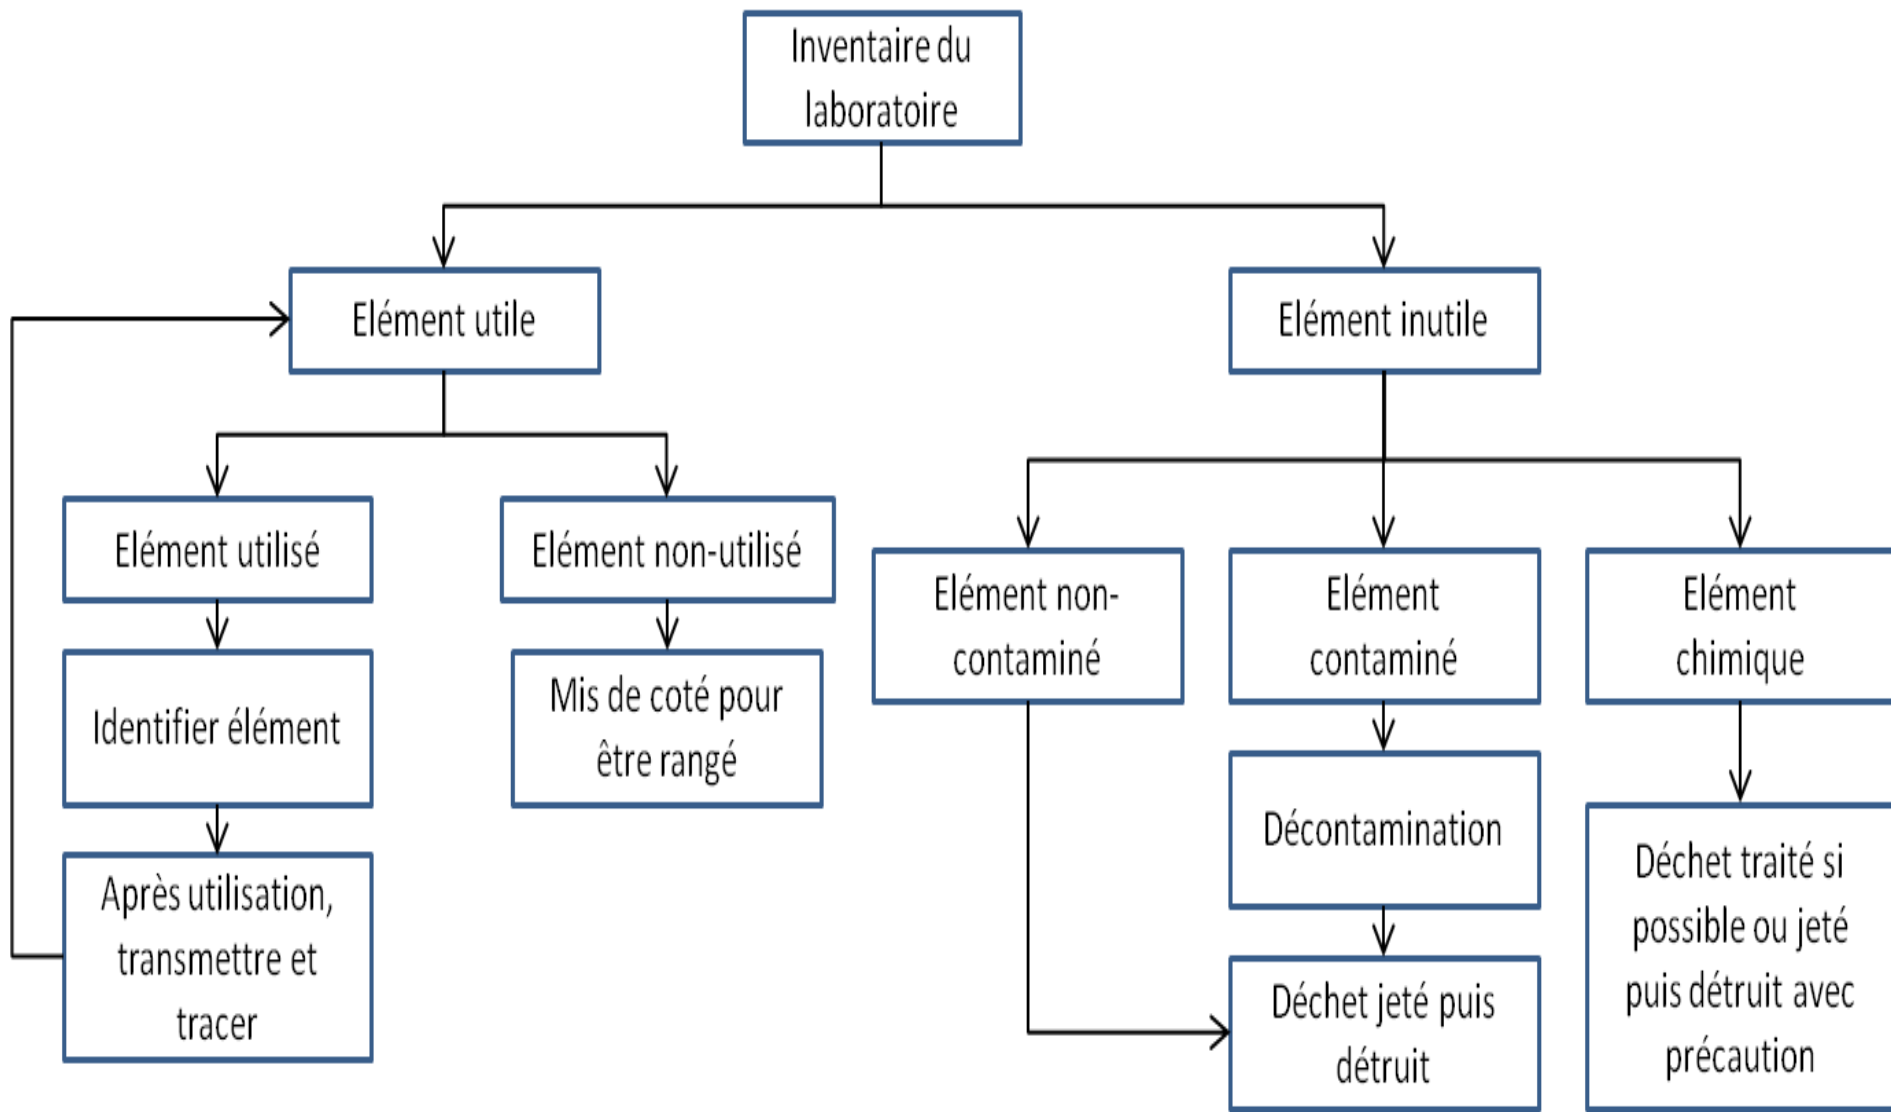 Inventaire du
laboratoire
Elément utile
Elément inutile
Elément utilisé
Elément non-utilisé
Elément non-
contaminé
Elément
contaminé
Elément
chimique
Identifier élément
Mis de coté pour
être rangé
Décontamination
Après utilisation,
transmettre et
tracer
Déchet jeté puis
détruit
Déchet traité si
possible ou jeté
puis détruit avec
précaution